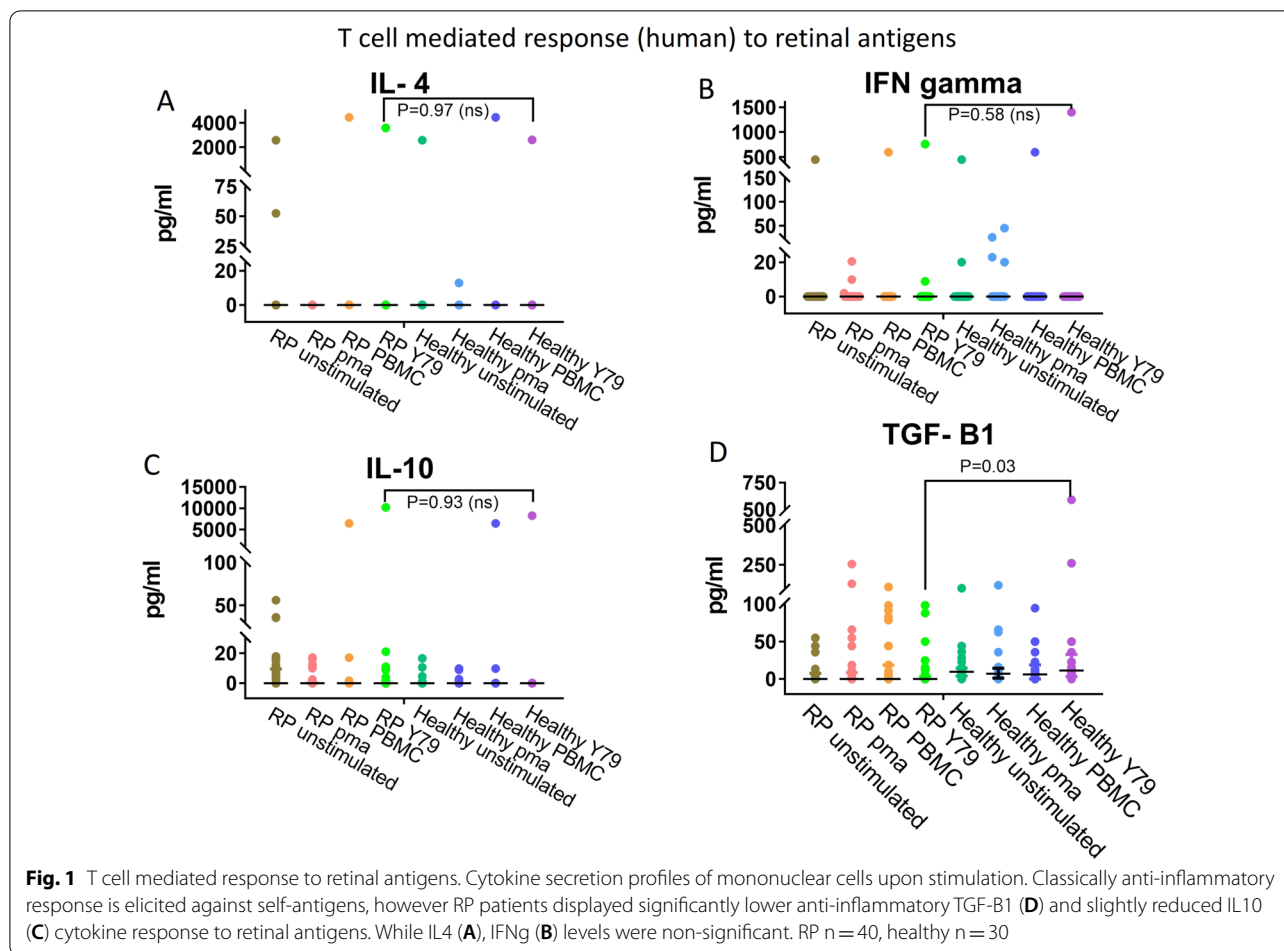 T cell mediated response (human) to retinal antigens
A
IL- 4
P=0.97 (ns)
pg/ml
4000
2000
75
50
25
20
0
RP unstimulated
RP pma
RP PBMC
RP Y79
Healthy unstimulated
Healthy pma
Healthy PBMC
Healthy Y79
B
IFN gamma
P=0.58 (ns)
pg/ml
1500
1000
500
150
100
50
20
0
RP unstimulated
RP pma
RP PBMC
RP Y79
Healthy unstimulated
Healthy pma
Healthy PBMC
Healthy Y79
C
IL-10
P=0.93 (ns)
pg/ml
15000
10000
5000
100
50
20
0
RP unstimulated
RP pma
RP PBMC
RP Y79
Healthy unstimulated
Healthy pma
Healthy PBMC
Healthy Y79
D
TGF- B1
P=0.03
pg/ml
750
500
500
250
100
50
0
RP unstimulated
RP pma
RP PBMC
RP Y79
Healthy unstimulated
Healthy pma
Healthy PBMC
Healthy Y79
Fig. 1 T cell mediated response to retinal antigens. Cytokine secretion profiles of mononuclear cells upon stimulation. Classically anti-inflammatory
response is elicited against self-antigens, however RP patients displayed significantly lower anti-inflammatory TGF-B1 (D) and slightly reduced IL10
(C) cytokine response to retinal antigens. While IL4 (A), IFNg (B) levels were non-significant. RP n = 40, healthy n = 30